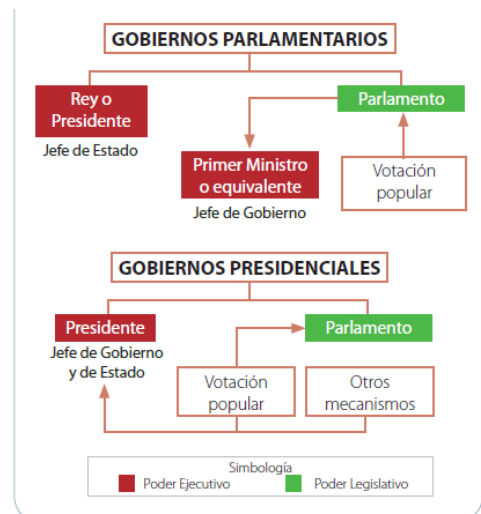 GOBIERNOS PARLAMENTARIOS
Rey o
Presidente
Jefe de Estado
Parlamento
Primer Ministro
o equivalente
Jefe de Gobierno
Votación
popular
GOBIERNOS PRESIDENCIALES
Presidente
Jefe de Gobierno
y de Estado
Parlamento
Votación
popular
Otros
mecanismos
Simbología
Poder Ejecutivo
Poder Legislativo